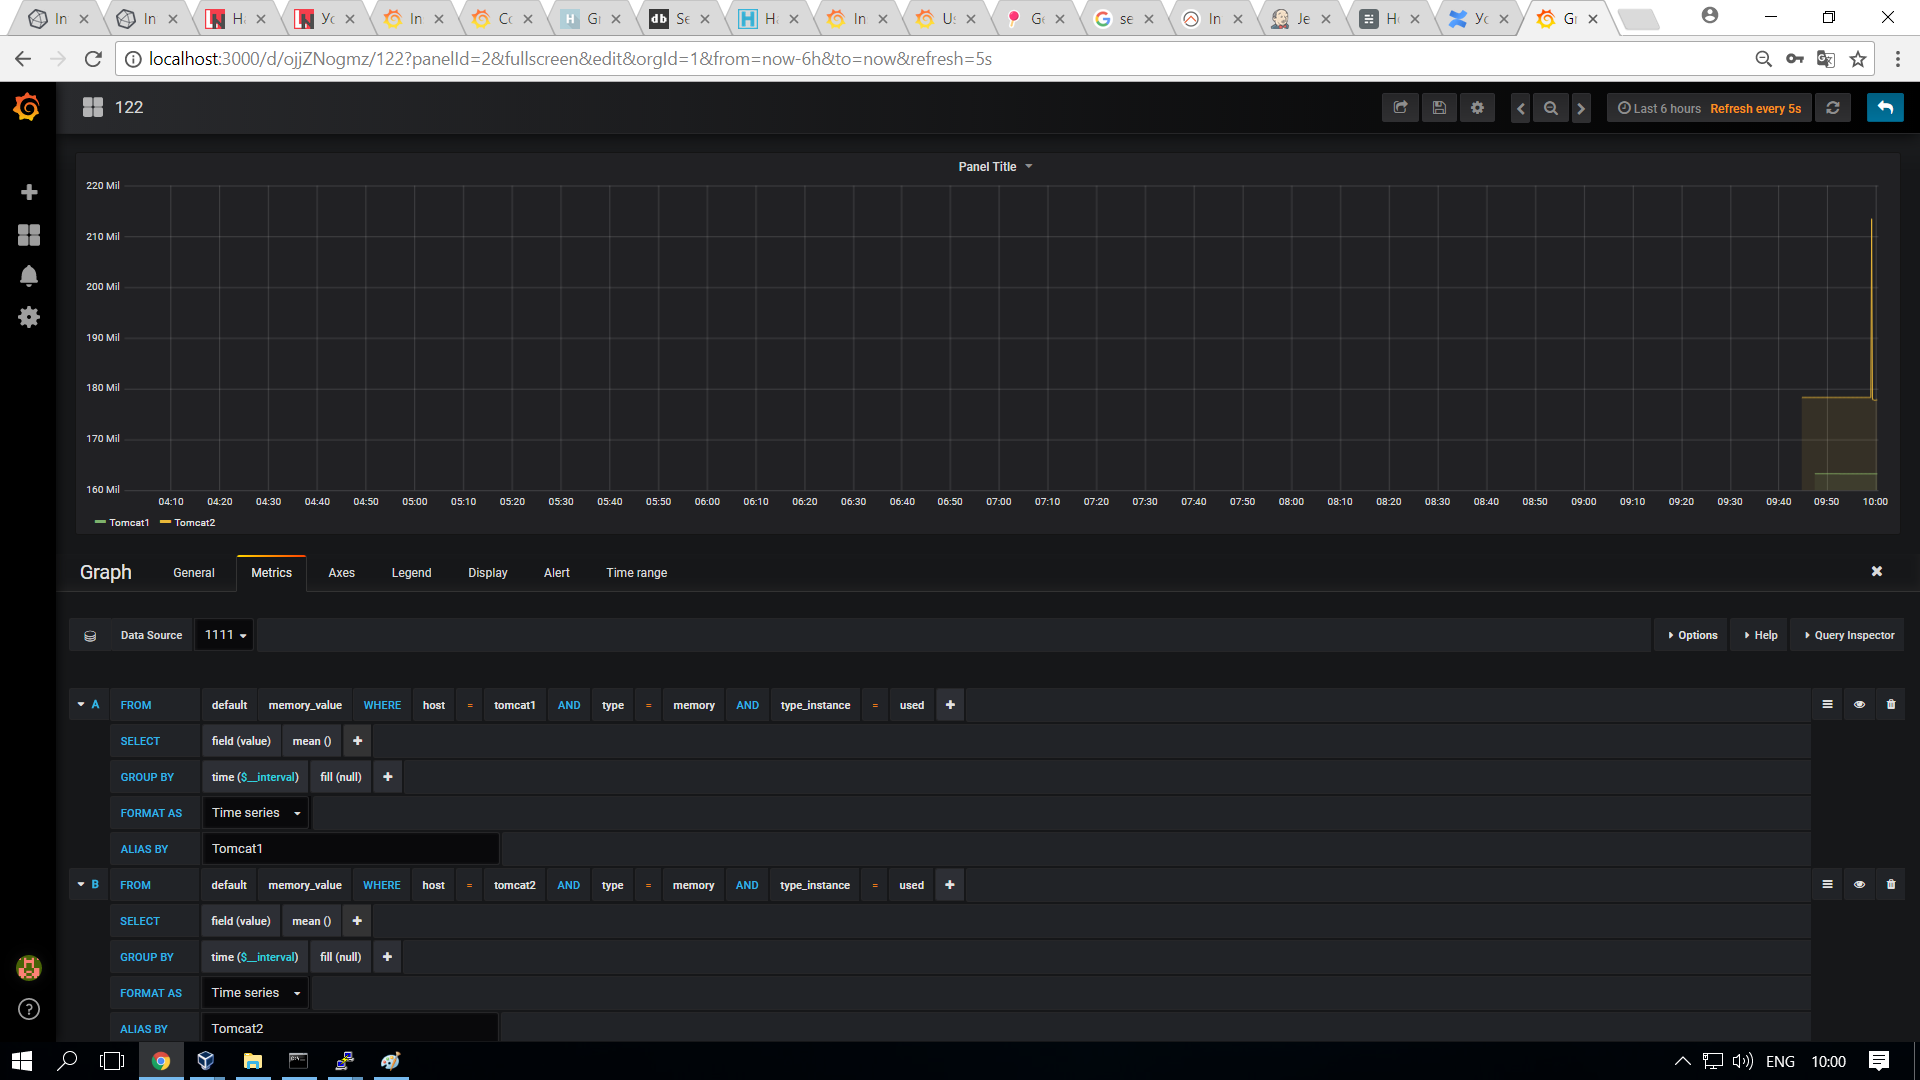 In In Ha Ус In Co Gr Se Ha In Us Ge se In Je Ho Ус Gr
localhost:3000/d/ojjZNogmz/122?panelId=2&fullscreen&edit&orgId=1&from=now-6h&to=now&refresh=5s
122 Last 6 hours Refresh every 5s
Panel Title
220 Mil
210 Mil
200 Mil
190 Mil
180 Mil
170 Mil
160 Mil
04:10 04:20 04:30 04:40 04:50 05:00 05:10 05:20 05:30 05:40 05:50 06:00 06:10 06:20 06:30 06:40 06:50 07:00 07:10 07:20 07:30 07:40 07:50 08:00 08:10 08:20 08:30 08:40 08:50 09:00 09:10 09:20 09:30 09:40 09:50 10:00
Tomcat1 Tomcat2
Graph General Metrics Axes Legend Display Alert Time range
Data Source 1111 Options Help Query Inspector
A FROM default memory_value WHERE host = tomcat1 AND type = memory AND type_instance = used +
SELECT field (value) mean () +
GROUP BY time ($__interval) fill (null) +
FORMAT AS Time series
ALIAS BY Tomcat1
B FROM default memory_value WHERE host = tomcat2 AND type = memory AND type_instance = used +
SELECT field (value) mean () +
GROUP BY time ($__interval) fill (null) +
FORMAT AS Time series
ALIAS BY Tomcat2
ENG 10:00